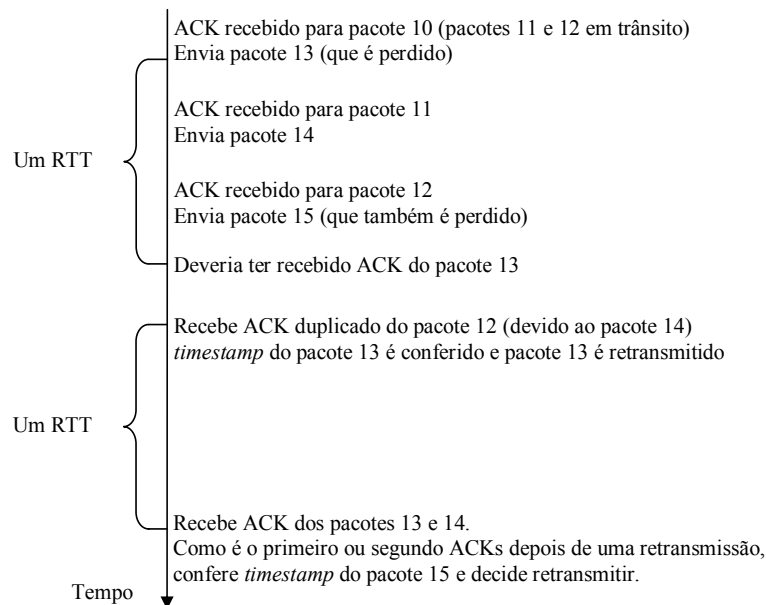 ACK recebido para pacote 10 (pacotes 11 e 12 em trânsito)
Envia pacote 13 (que é perdido)
ACK recebido para pacote 11
Envia pacote 14
Um RTT
ACK recebido para pacote 12
Envia pacote 15 (que também é perdido)
Deveria ter recebido ACK do pacote 13
Recebe ACK duplicado do pacote 12 (devido ao pacote 14)
timestamp do pacote 13 é conferido e pacote 13 é retransmitido
Um RTT
Recebe ACK dos pacotes 13 e 14.
Como é o primeiro ou segundo ACKs depois de uma retransmissão,
confere timestamp do pacote 15 e decide retransmitir.
Tempo